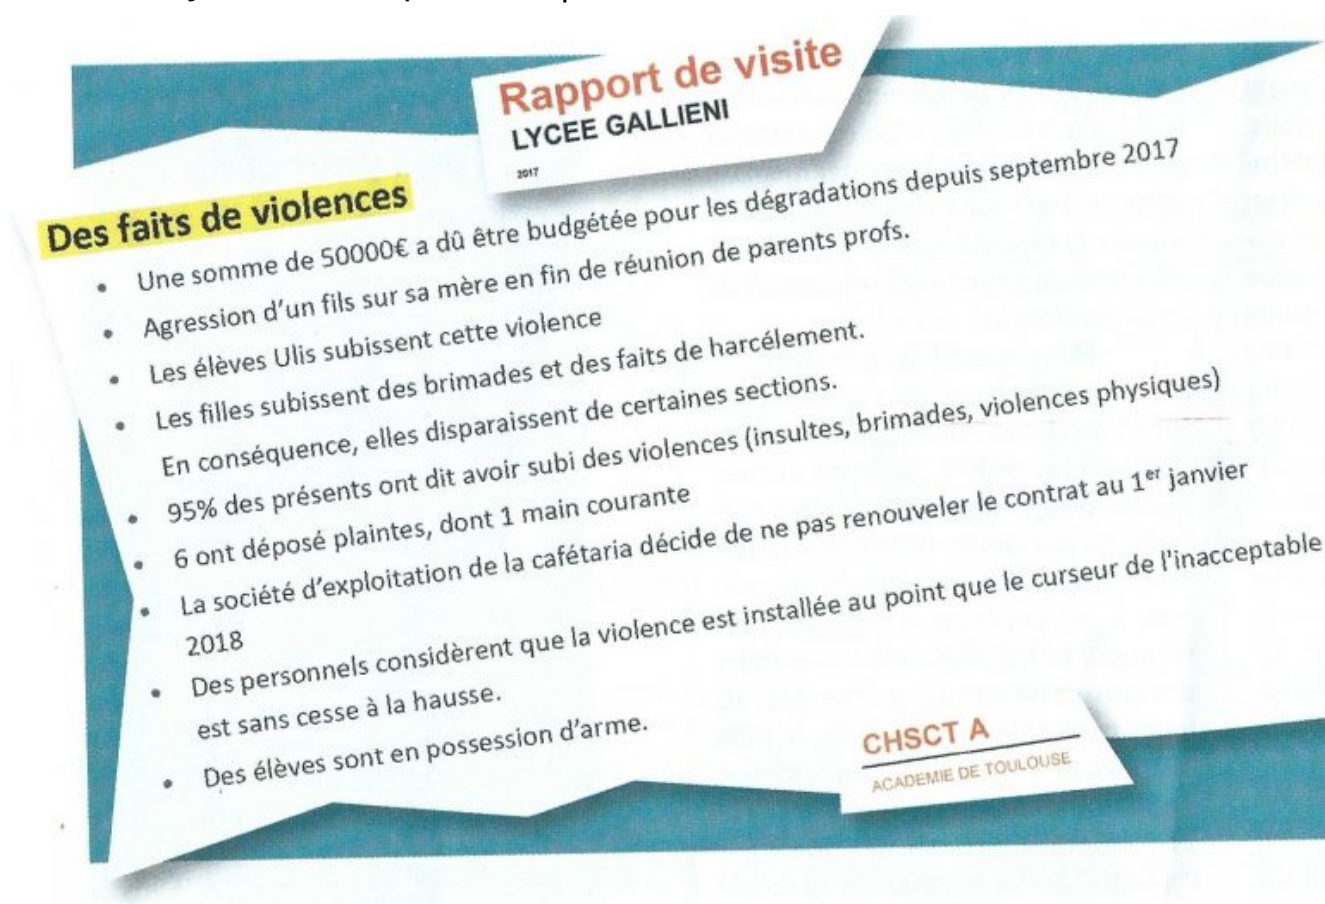 Rapport de visite
LYCEE GALLIENI
2017
Des faits de violences
• Une somme de 50000€ a dû être budgétée pour les dégradations depuis septembre 2017
• Agression d'un fils sur sa mère en fin de réunion de parents profs.
• Les élèves Ulis subissent cette violence
• Les filles subissent des brimades et des faits de harcélement.
En conséquence, elles disparaissent de certaines sections.
• 95% des présents ont dit avoir subi des violences (insultes, brimades, violences physiques)
• 6 ont déposé plaintes, dont 1 main courante
• La société d'exploitation de la cafétaria décide de ne pas renouveler le contrat au 1er janvier
2018
• Des personnels considèrent que la violence est installée au point que le curseur de l'inacceptable
est sans cesse à la hausse.
• Des élèves sont en possession d'arme.
CHSCT A
ACADEMIE DE TOULOUSE